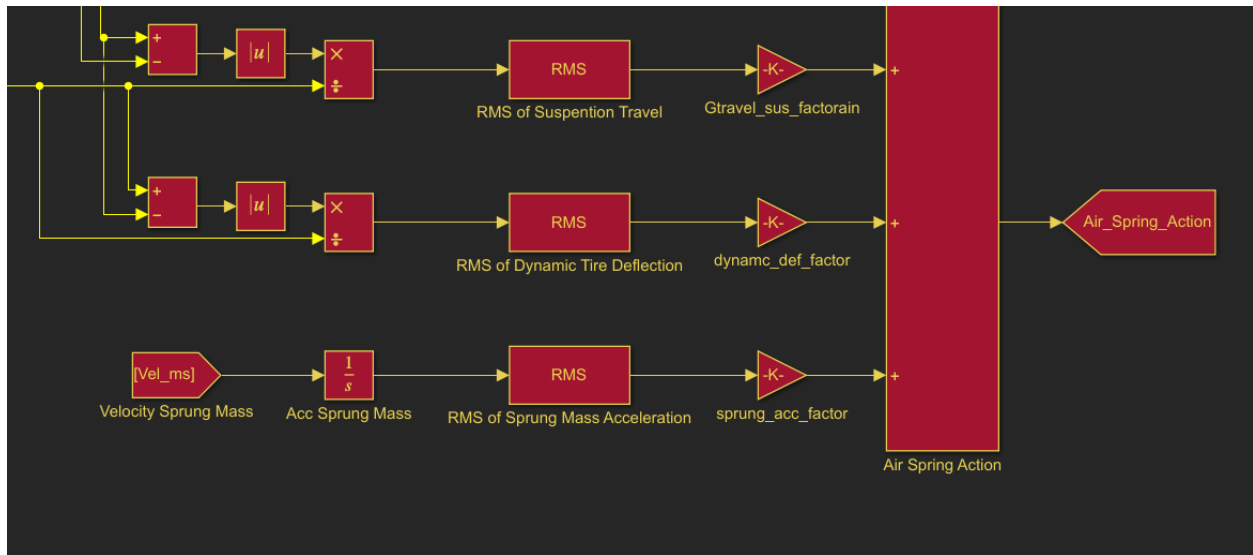 +
−
|u|
×
÷
RMS
RMS of Suspention Travel
-K-
Gtravel_sus_factorain
+
+
−
|u|
×
÷
RMS
RMS of Dynamic Tire Deflection
-K-
dynamc_def_factor
+
Air_Spring_Action
[Vel_ms]
Velocity Sprung Mass
1
s
Acc Sprung Mass
RMS
RMS of Sprung Mass Acceleration
-K-
sprung_acc_factor
+
Air Spring Action